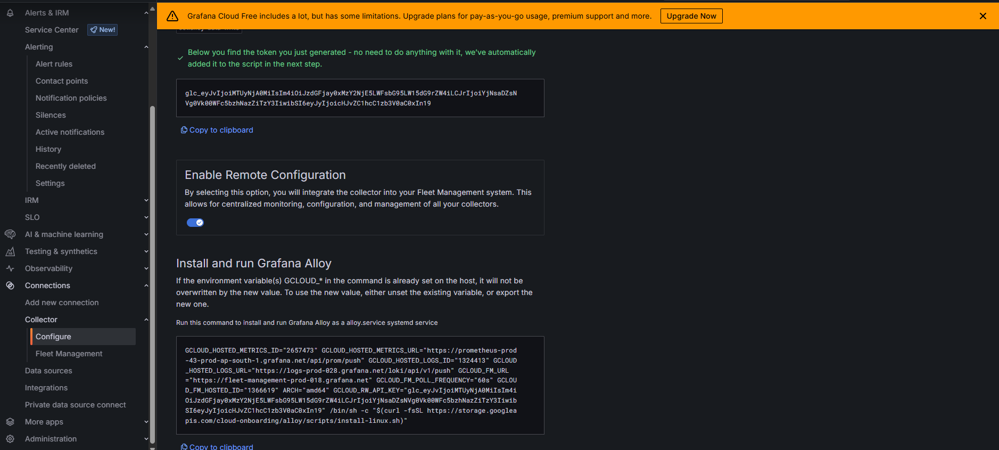 Alerts & IRM
Service Center
New!
Alerting
Alert rules
Contact points
Notification policies
Silences
Active notifications
History
Recently deleted
Settings
IRM
SLO
AI & machine learning
Testing & synthetics
Observability
Connections
Add new connection
Collector
Configure
Fleet Management
Data sources
Integrations
Private data source connect
More apps
Administration
Grafana Cloud Free includes a lot, but has some limitations. Upgrade plans for pay-as-you-go usage, premium support and more.
Upgrade Now
Below you find the token you just generated - no need to do anything with it, we've automatically
added it to the script in the next step.
glc_eyJvIjoiMTUyNjA0MiIsIm4iOiJzdGFjay0xMzY2NjE5LWFsbG95LW15dG9rZW4iLCJrIjoiYjNsaDZsN
Vg0Vk00WFc5bzhNazZiTzY3IiwibSI6eyJyIjoicHJvZC1hcC1zb3V0aC0xIn19
Copy to clipboard
Enable Remote Configuration
By selecting this option, you will integrate the collector into your Fleet Management system. This
allows for centralized monitoring, configuration, and management of all your collectors.
Install and run Grafana Alloy
If the environment variable(s) GCLOUD_* in the command is already set on the host, it will not be
overwritten by the new value. To use the new value, either unset the existing variable, or export the
new one.
Run this command to install and run Grafana Alloy as a alloy.service systemd service
GCLOUD_HOSTED_METRICS_ID="2657473" GCLOUD_HOSTED_METRICS_URL="https://prometheus-prod
-43-prod-ap-south-1.grafana.net/api/prom/push" GCLOUD_HOSTED_LOGS_ID="1324413" GCLOUD
_HOSTED_LOGS_URL="https://logs-prod-028.grafana.net/loki/api/v1/push" GCLOUD_FM_URL
="https://fleet-management-prod-018.grafana.net" GCLOUD_FM_POLL_FREQUENCY="60s" GCLOU
D_FM_HOSTED_ID="1366619" ARCH="amd64" GCLOUD_RW_API_KEY="glc_eyJvIjoiMTUyNjA0MiIsIm4i
OiJzdGFjay0xMzY2NjE5LWFsbG95LW15dG9rZW4iLCJrIjoiYjNsaDZsNVg0Vk00WFc5bzhNazZiTzY3Iiwib
SI6eyJyIjoicHJvZC1hcC1zb3V0aC0xIn19" /bin/sh -c "$(curl -fsSL https://storage.googlea
pis.com/cloud-onboarding/alloy/scripts/install-linux.sh)"
Copy to clipboard